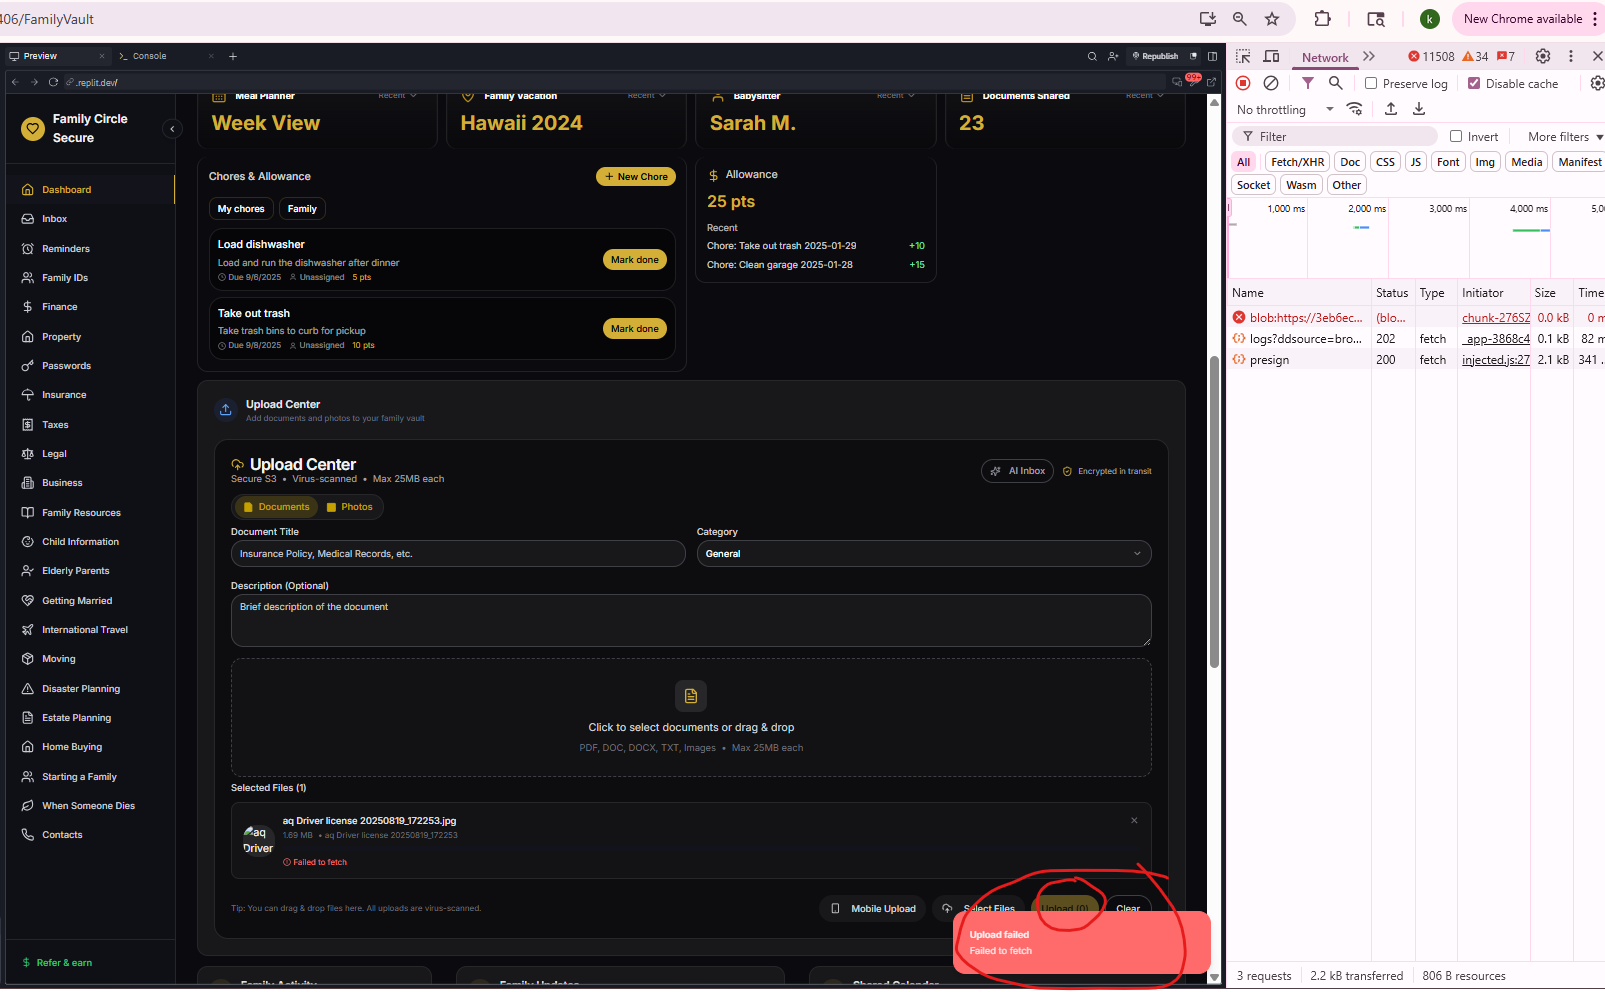 406/FamilyVault
k
New Chrome available
Preview
Console
Republish
.replit.dev/
99+
Family Circle
Secure
Dashboard
Inbox
Reminders
Family IDs
Finance
Property
Passwords
Insurance
Taxes
Legal
Business
Family Resources
Child Information
Elderly Parents
Getting Married
International Travel
Moving
Disaster Planning
Estate Planning
Home Buying
Starting a Family
When Someone Dies
Contacts
$ Refer & earn
Meal Planner Recent
Week View
Family Vacation Recent
Hawaii 2024
Babysitter Recent
Sarah M.
Documents Shared Recent
23
Chores & Allowance
+ New Chore
My chores
Family
Load dishwasher
Load and run the dishwasher after dinner
Due 9/6/2025 Unassigned 5 pts
Mark done
Take out trash
Take trash bins to curb for pickup
Due 9/8/2025 Unassigned 10 pts
Mark done
$ Allowance
25 pts
Recent
Chore: Take out trash 2025-01-29 +10
Chore: Clean garage 2025-01-28 +15
Upload Center
Add documents and photos to your family vault
Upload Center
Secure S3 • Virus-scanned • Max 25MB each
AI Inbox
Encrypted in transit
Documents
Photos
Document Title
Insurance Policy, Medical Records, etc.
Category
General
Description (Optional)
Brief description of the document
Click to select documents or drag & drop
PDF, DOC, DOCX, TXT, Images • Max 25MB each
Selected Files (1)
aq
Driver
aq Driver license 20250819_172253.jpg
1.69 MB • aq Driver license 20250819_172253
Failed to fetch
Tip: You can drag & drop files here. All uploads are virus-scanned.
Mobile Upload
Select Files
Upload (0)
Clear
Upload failed
Failed to fetch
Family Activity
Family Updates
Shared Calendar
Network
11508
34
7
Preserve log
Disable cache
No throttling
Filter
Invert
More filters
All
Fetch/XHR
Doc
CSS
JS
Font
Img
Media
Manifest
Socket
Wasm
Other
1,000 ms
2,000 ms
3,000 ms
4,000 ms
5,0
Name Status Type Initiator Size Time
blob:https://3eb6ec... (blo... chunk-276SZ 0.0 kB 0 m
logs?ddsource=bro... 202 fetch _app-3868c4 0.1 kB 82 m
presign 200 fetch injected.js:27 2.1 kB 341 ..
3 requests
2.2 kB transferred
806 B resources